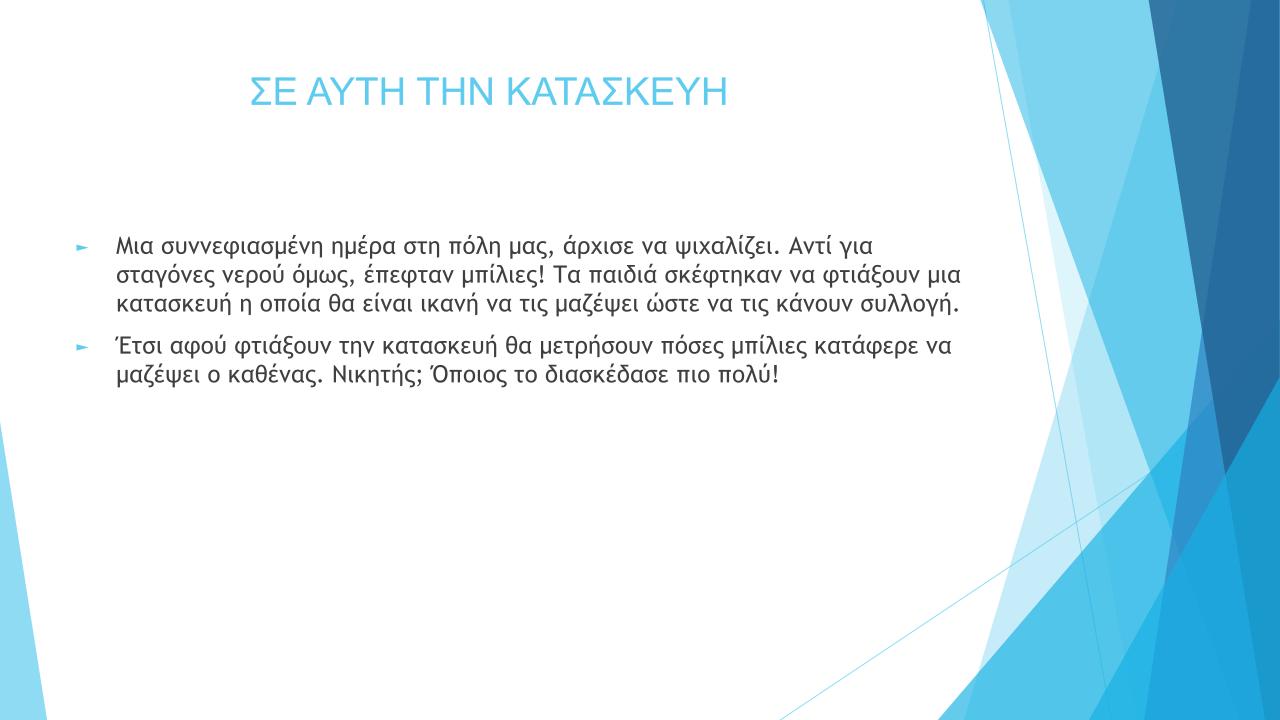 ΣΕ ΑΥΤΗ ΤΗΝ ΚΑΤΑΣΚΕΥΗ
► Μια συννεφιασμένη ημέρα στη πόλη μας, άρχισε να ψιχαλίζει. Αντί για
σταγόνες νερού όμως, έπεφταν μπίλιες! Τα παιδιά σκέφτηκαν να φτιάξουν μια
κατασκευή η οποία θα είναι ικανή να τις μαζέψει ώστε να τις κάνουν συλλογή.
► Έτσι αφού φτιάξουν την κατασκευή θα μετρήσουν πόσες μπίλιες κατάφερε να
μαζέψει ο καθένας. Νικητής; Όποιος το διασκέδασε πιο πολύ!